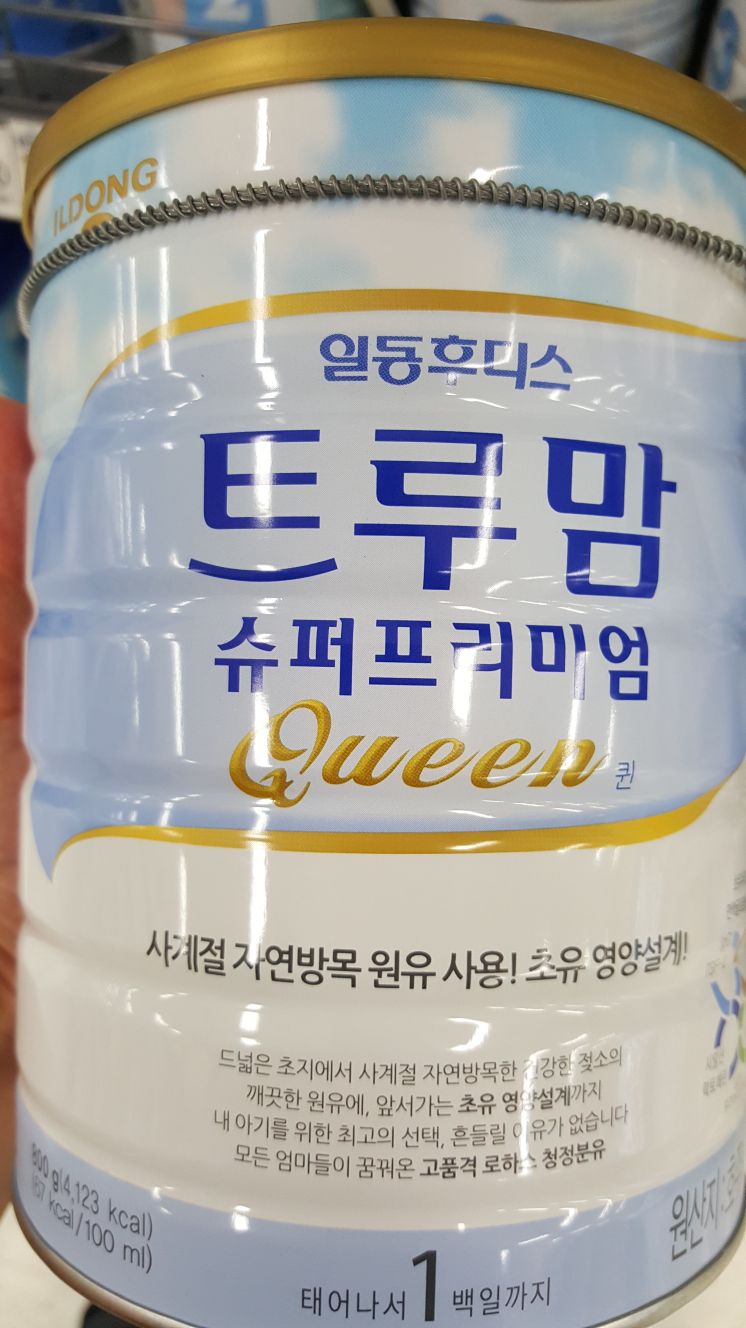 ILDONG
일동후디스
트루맘
슈퍼프리미엄
Queen 퀸
사계절 자연방목 원유 사용! 초유 영양설계!
드넓은 초지에서 사계절 자연방목한 건강한 젖소의
깨끗한 원유에, 앞서가는 초유 영양설계까지
내 아기를 위한 최고의 선택, 흔들릴 이유가 없습니다
모든 엄마들이 꿈꿔온 고품격 로하스 청정분유
800 g(4,123 kcal)
(67 kcal/100 ml)
원산지:
태어나서 1 백일까지